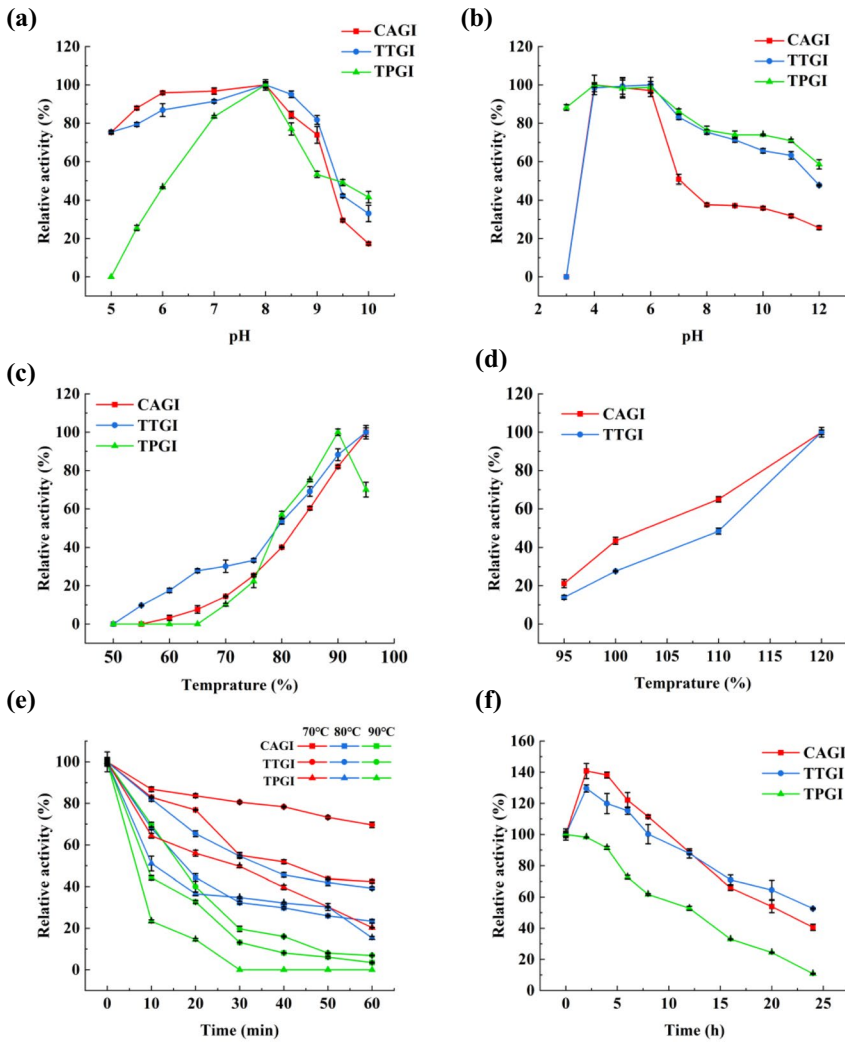 (a)
120
100
80
60
40
20
0
Relative activity (%)
CAGI
TTGI
TPGI
5 6 7 8 9 10
pH
(b)
120
100
80
60
40
20
0
Relative activity (%)
CAGI
TTGI
TPGI
2 4 6 8 10 12
pH
(c)
120
100
80
60
40
20
0
Relative activity (%)
CAGI
TTGI
TPGI
50 60 70 80 90 100
Temprature (%)
(d)
120
100
80
60
40
20
0
Relative activity (%)
CAGI
TTGI
95 100 105 110 115 120
Temprature (%)
(e)
100
80
60
40
20
0
Relative activity (%)
70°C 80°C 90°C
CAGI
TTGI
TPGI
0 10 20 30 40 50 60
Time (min)
(f)
160
140
120
100
80
60
40
20
0
Relative activity (%)
CAGI
TTGI
TPGI
0 5 10 15 20 25
Time (h)